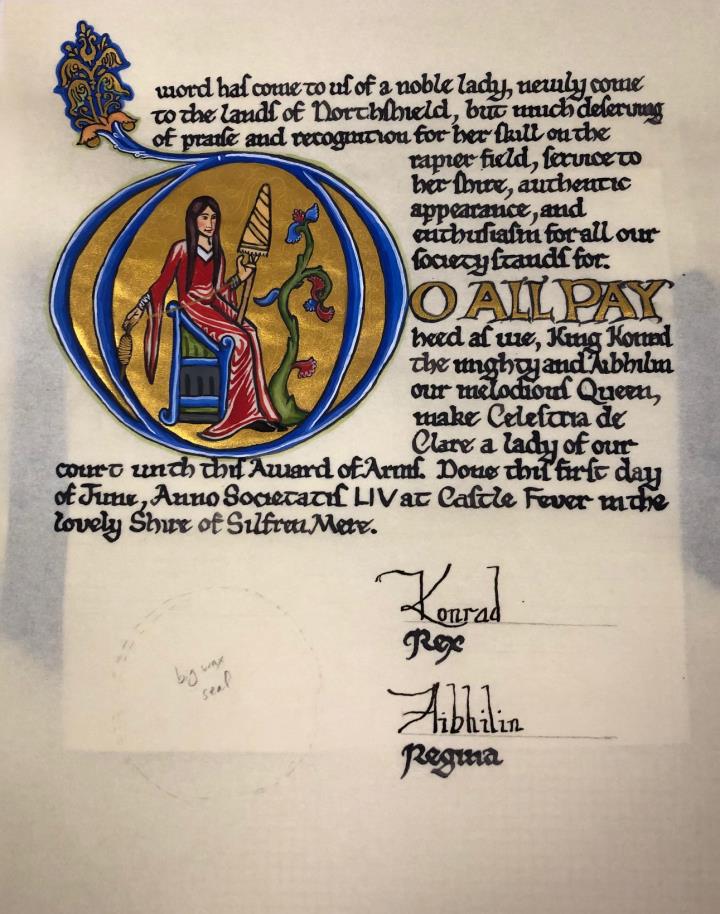 word has come to us of a noble lady, newly come
to the lands of Northshield, but much deserving
of praise and recognition for her skill on the
rapier field, service to
her shire, authentic
appearance, and
enthusiasm for all our
society stands for.
DO ALL PAY
heed as we, King Konrad
the mighty and Aibhilin
our melodious Queen,
make Celestria de
Clare a lady of our
court with this Award of Arms. Done this first day
of June, Anno Societatis LIV at Castle Fever in the
lovely Shire of Silfren Mere.
Konrad
Rex
big wax
seal
Aibhilin
Regina